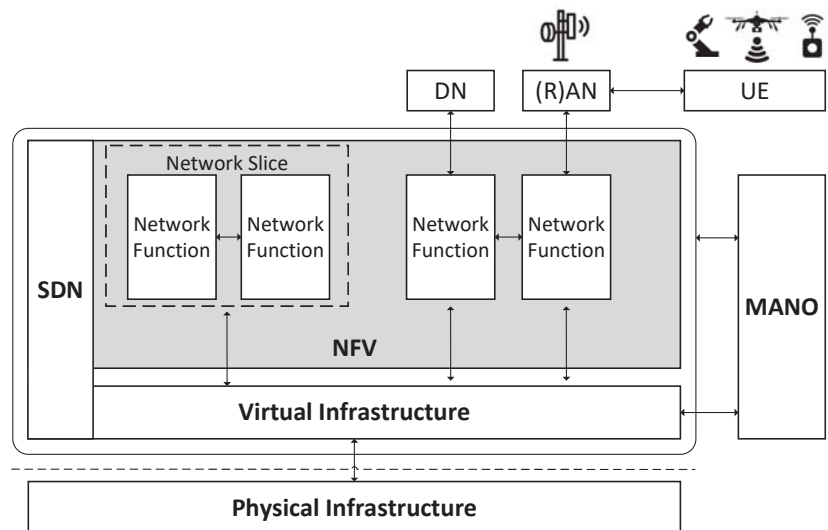 DN
(R)AN
UE
Network Slice
Network
Function
Network
Function
Network
Function
Network
Function
SDN
MANO
NFV
Virtual Infrastructure
Physical Infrastructure